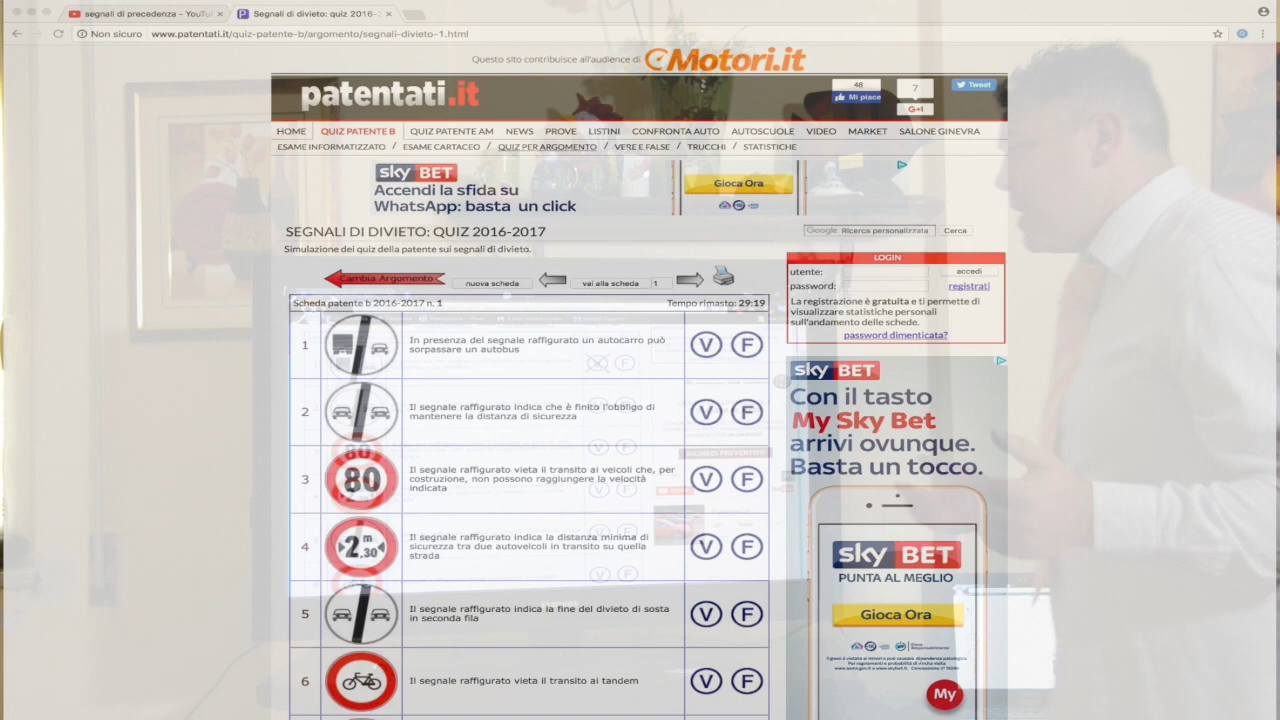 segnali di precedenza - YouTu
Segnali di divieto: quiz 2016-2
Non sicuro
www.patentati.it/quiz-patente-b/argomento/segnali-divieto-1.html
Questo sito contribuisce all'audience di
Motori.it
patentati.it
48
Mi piace
7
G+1
Tweet
HOME QUIZ PATENTE B QUIZ PATENTE AM NEWS PROVE LISTINI CONFRONTA AUTO AUTOSCUOLE VIDEO MARKET SALONE GINEVRA
ESAME INFORMATIZZATO / ESAME CARTACEO / QUIZ PER ARGOMENTO / VERE E FALSE / TRUCCHI / STATISTICHE
sky BET
Accendi la sfida su
WhatsApp: basta un click
Gioca Ora
SEGNALI DI DIVIETO: QUIZ 2016-2017
Google Ricerca personalizzata
Cerca
Simulazione dei quiz della patente sui segnali di divieto.
Cambia Argomento
nuova scheda
vai alla scheda
1
Scheda patente b 2016-2017 n. 1
Tempo rimasto: 29:19
1
In presenza del segnale raffigurato un autocarro può
sorpassare un autobus
V F
2
Il segnale raffigurato indica che è finito l'obbligo di
mantenere la distanza di sicurezza
V F
3
80
Il segnale raffigurato vieta il transito ai veicoli che, per
costruzione, non possono raggiungere la velocità
indicata
V F
4
2,30 m
Il segnale raffigurato indica la distanza minima di
sicurezza tra due autoveicoli in transito su quella
strada
V F
5
Il segnale raffigurato indica la fine del divieto di sosta
in seconda fila
V F
6
Il segnale raffigurato vieta il transito ai tandem
V F
LOGIN
utente:
accedi
password:
registrati
La registrazione è gratuita e ti permette di
visualizzare statistiche personali
sull'andamento delle schede.
password dimenticata?
sky BET
Con il tasto
My Sky Bet
arrivi ovunque.
Basta un tocco.
sky BET
PUNTA AL MEGLIO
Gioca Ora
My
RICHIEDI PREVENTIVO